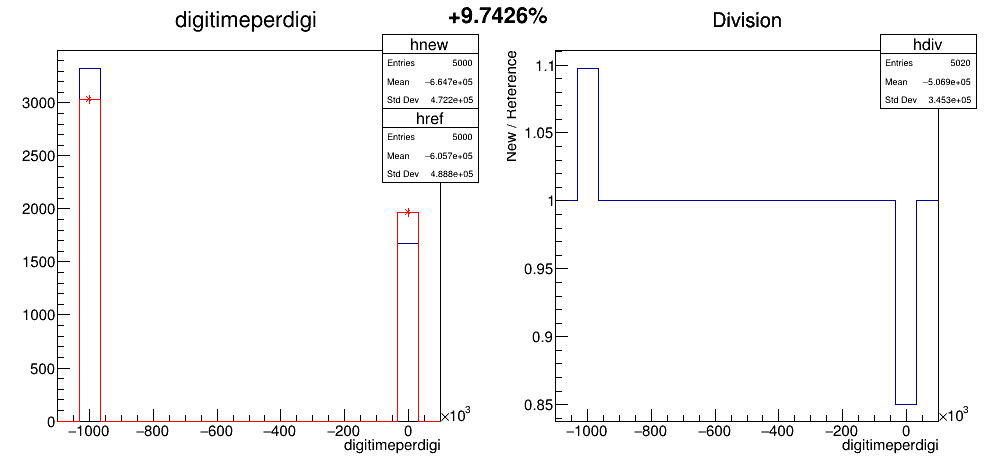 digitimeperdigi
+9.7426%
Division
hnew
Entries 5000
Mean −6.647e+05
Std Dev 4.722e+05
href
Entries 5000
Mean −6.057e+05
Std Dev 4.888e+05
3000
2500
2000
1500
1000
500
0
−1000 −800 −600 −400 −200 0
×10³
digitimeperdigi
hdiv
Entries 5020
Mean −5.069e+05
Std Dev 3.453e+05
New / Reference
1.1
1.05
1
0.95
0.9
0.85
−1000 −800 −600 −400 −200 0
×10³
digitimeperdigi